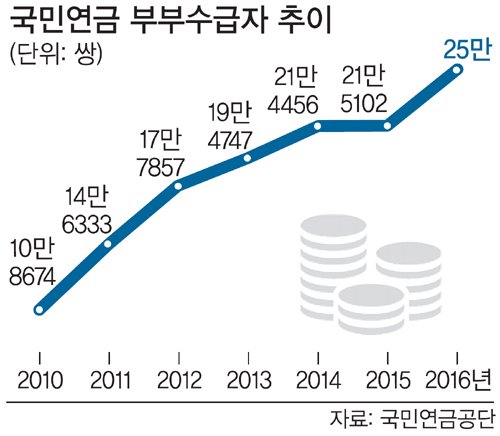 국민연금 부부수급자 추이
(단위: 쌍)
10만
8674
14만
6333
17만
7857
19만
4747
21만
4456
21만
5102
25만
2010 2011 2012 2013 2014 2015 2016년
자료: 국민연금공단